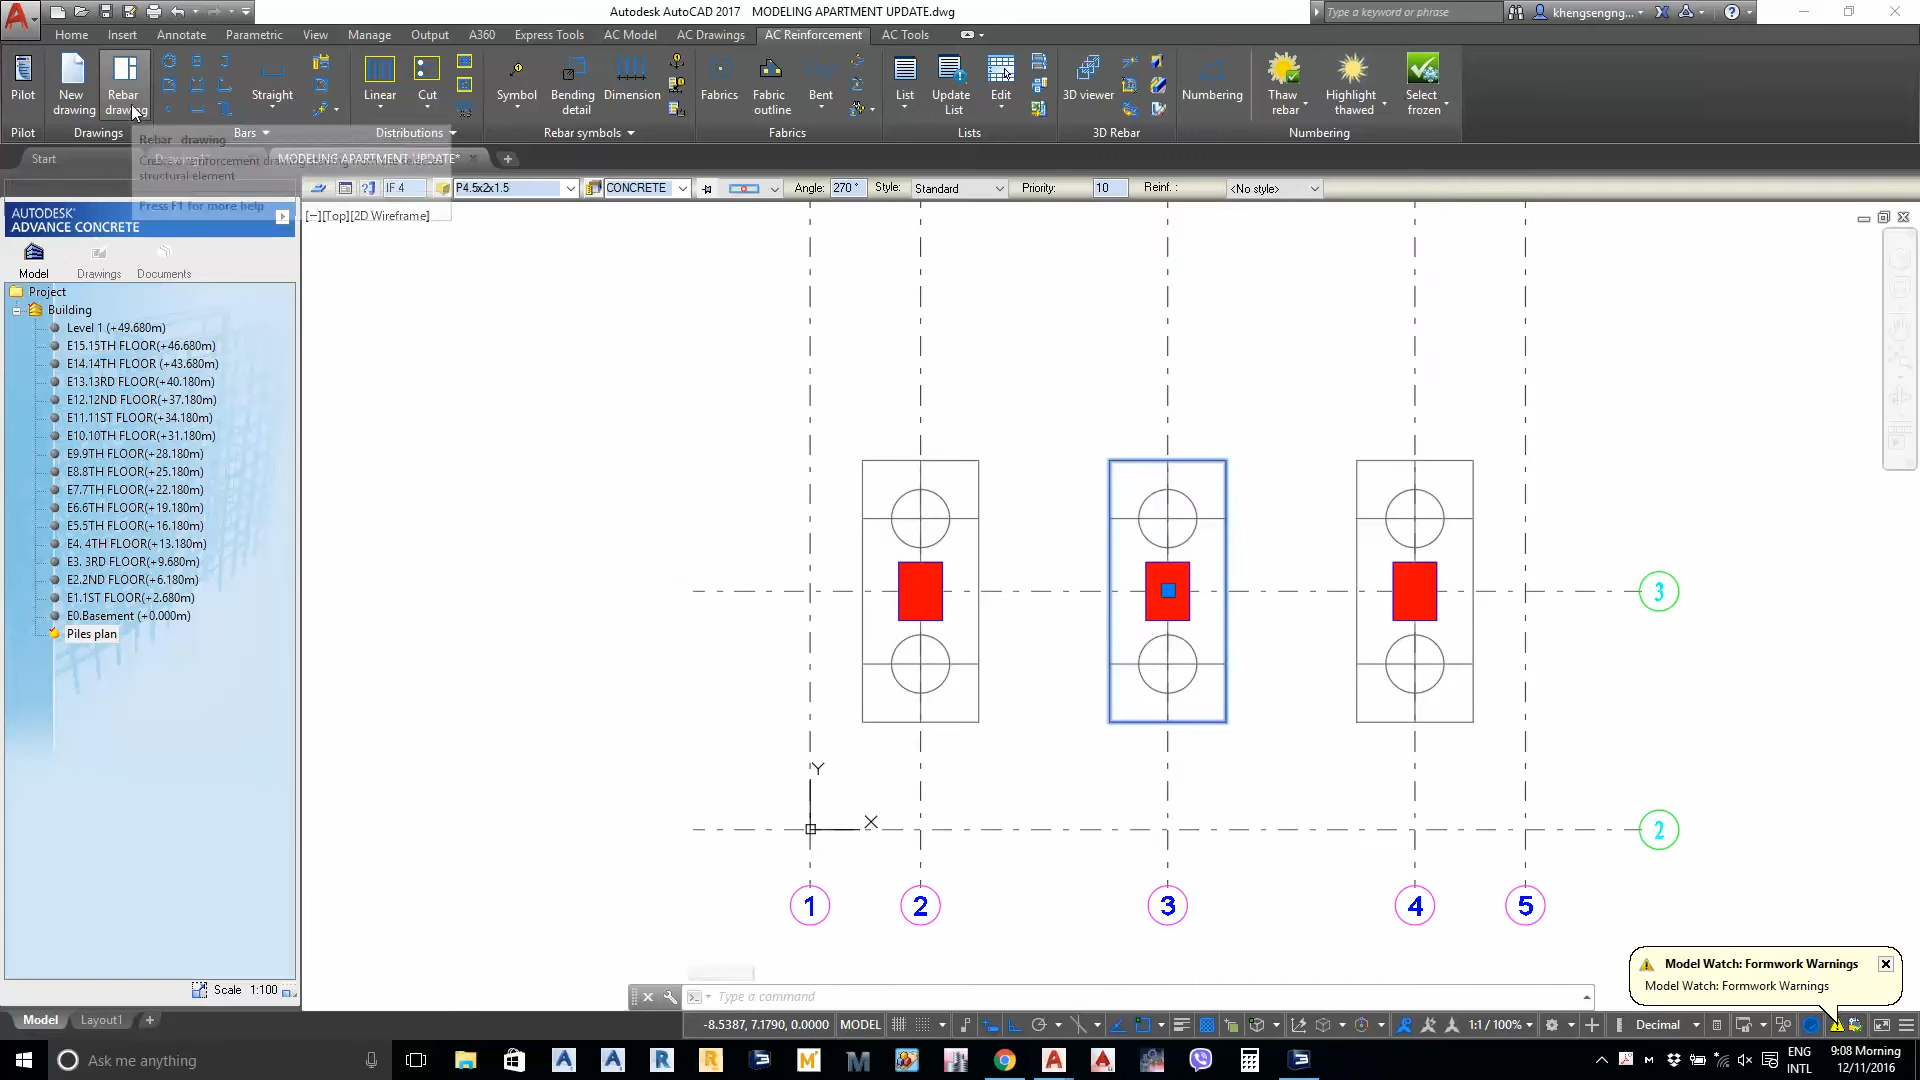 Autodesk AutoCAD 2017 MODELING APARTMENT UPDATE.dwg
Type a keyword or phrase
khengsengng...
Home Insert Annotate Parametric View Manage Output A360 Express Tools AC Model AC Drawings AC Reinforcement AC Tools
Pilot
New drawing
Rebar drawing
Straight
Linear
Cut
Symbol
Bending detail
Dimension
Fabrics
Fabric outline
Bent
List
Update List
Edit
3D viewer
Numbering
Thaw rebar
Highlight thawed
Select frozen
Pilot Drawings Bars Distributions Rebar symbols Fabrics Lists 3D Rebar Numbering
Rebar drawing
structural element
Press F1 for more help
Start
MODELING APARTMENT UPDATE*
IF 4 P4.5x2x1.5 CONCRETE Angle: 270° Style: Standard Priority: 10 Reinf. : <No style>
[−][Top][2D Wireframe]
AUTODESK'
ADVANCE CONCRETE
Model Drawings Documents
Project
Building
Level 1 (+49.680m)
E15.15TH FLOOR(+46.680m)
E14.14TH FLOOR (+43.680m)
E13.13RD FLOOR(+40.180m)
E12.12ND FLOOR(+37.180m)
E11.11ST FLOOR(+34.180m)
E10.10TH FLOOR(+31.180m)
E9.9TH FLOOR(+28.180m)
E8.8TH FLOOR(+25.180m)
E7.7TH FLOOR(+22.180m)
E6.6TH FLOOR(+19.180m)
E5.5TH FLOOR(+16.180m)
E4. 4TH FLOOR(+13.180m)
E3. 3RD FLOOR(+9.680m)
E2.2ND FLOOR(+6.180m)
E1.1ST FLOOR(+2.680m)
E0.Basement (+0.000m)
Piles plan
Scale 1:100
3
Y
X
2
1 2 3 4 5
Model Watch: Formwork Warnings
Model Watch: Formwork Warnings
Type a command
Model Layout1
-8.5387, 7.1790, 0.0000 MODEL 1:1 / 100% Decimal
Ask me anything
ENG
INTL
9:08 Morning
12/11/2016